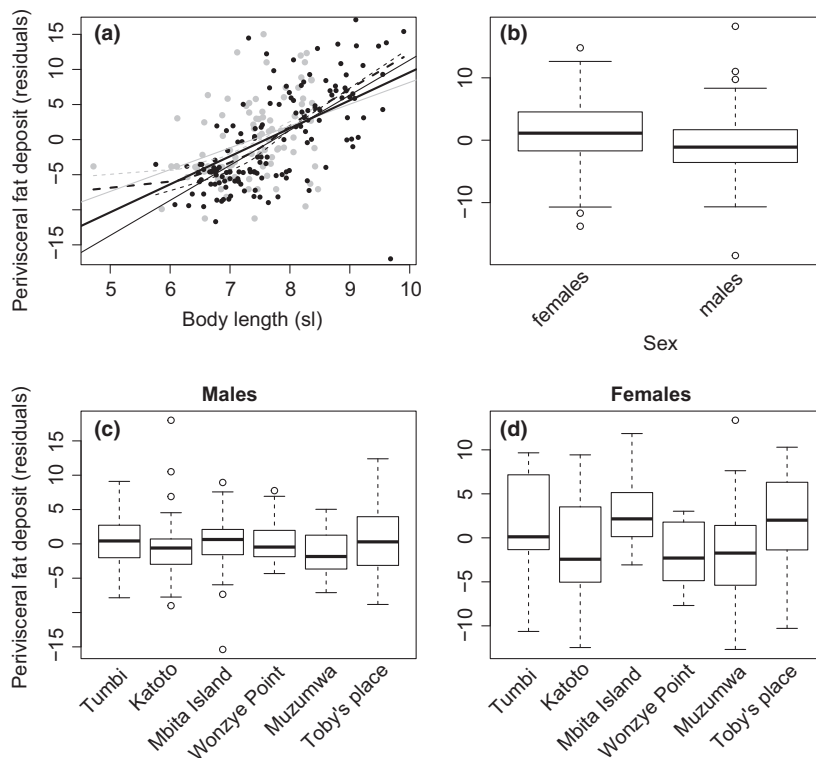 (a)
Perivisceral fat deposit (residuals)
15
10
5
0
−5
−15
5
6
7
8
9
10
Body length (sl)
(b)
10
0
−10
females
males
Sex
Males
(c)
Perivisceral fat deposit (residuals)
15
10
5
0
−5
−15
Tumbi
Katoto
Mbita Island
Wonzye Point
Muzumwa
Toby's place
Females
(d)
10
5
0
−5
−10
Tumbi
Katoto
Mbita Island
Wonzye Point
Muzumwa
Toby's place